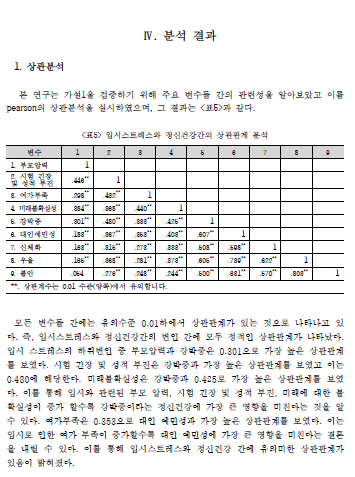 Ⅳ. 분석 결과
1. 상관분석
본 연구는 가설1을 검증하기 위해 주요 변수들 간의 관련성을 알아보았고 이를
pearson의 상관분석을 실시하였으며, 그 결과는 <표5>과 같다.
<표5> 입시스트레스와 정신건강간의 상관관계 분석
변수 1 2 3 4 5 6 7 8 9
1. 부모압력 1
2. 시험 긴장 및 성적 부진 .446** 1
3. 여가부족 .298** .482** 1
4. 미래불확실성 .334** .868** .440** 1
5. 강박증 .301** .480** .338** .425** 1
6. 대인예민성 .188** .367** .358** .408** .607** 1
7. 신체화 .168** .315** .278** .338** .508** .598** 1
8. 우울 .165** .368** .281** .378** .605** .739** .622** 1
9. 불안 .054 .276** .248** .244** .500** .631** .570** .808** 1
**. 상관계수는 0.01 수준(양쪽)에서 유의합니다.
모든 변수들 간에는 유의수준 0.01하에서 상관관계가 있는 것으로 나타나고 있
다. 즉, 입시스트레스와 정신건강간의 변인 간에 모두 정적인 상관관계가 나타났다.
입시 스트레스의 하위변인 중 부모압력과 강박증은 0.301으로 가장 높은 상관관계
를 보였다. 시험 긴장 및 성적 부진은 강박증과 가장 높은 상관관계를 보였고 이는
0.480에 해당한다. 미래불확실성은 강박증과 0.425로 가장 높은 상관관계를 보였
다. 이를 통해 입시와 관련된 부모 압력, 시험 긴장 및 성적 부진, 미래에 대한 불
확실성이 증가 할수록 강박증이라는 정신건강에 가장 큰 영향을 미친다는 것을 알
수 있다. 여가부족은 0.358으로 대인 예민성과 가장 높은 상관관계를 보였다. 이는
입시로 인한 여가 부족이 증가할수록 대인 예민성에 가장 큰 영향을 미친다는 결론
을 내릴 수 있다. 이를 통해 입시스트레스와 정신건강 간에 유의미한 상관관계가
있음이 밝혀졌다.